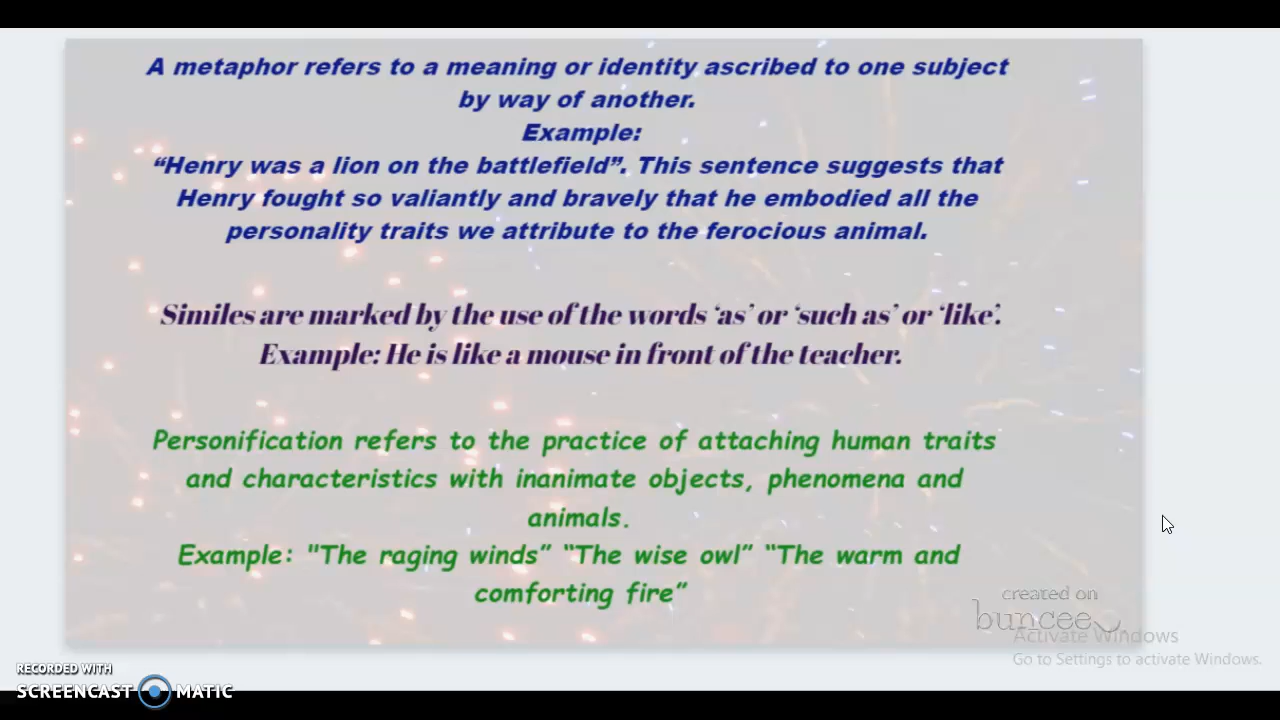 A metaphor refers to a meaning or identity ascribed to one subject
by way of another.
Example:
“Henry was a lion on the battlefield”. This sentence suggests that
Henry fought so valiantly and bravely that he embodied all the
personality traits we attribute to the ferocious animal.
Similes are marked by the use of the words ‘as’ or ‘such as’ or ‘like’.
Example: He is like a mouse in front of the teacher.
Personification refers to the practice of attaching human traits
and characteristics with inanimate objects, phenomena and
animals.
Example: "The raging winds” “The wise owl” “The warm and
comforting fire”
created on
buncee
Activate Windows
Go to Settings to activate Windows.
RECORDED WITH
SCREENCAST MATIC